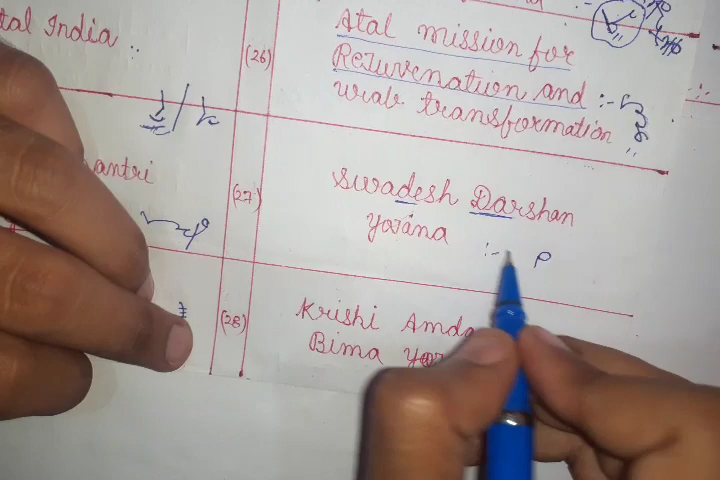 tal India
(26) Atal mission for
Rejuvenation and
urab transformation
antri
(27) Swadesh Darshan
Yojana
(28) Krishi Amda
Bima